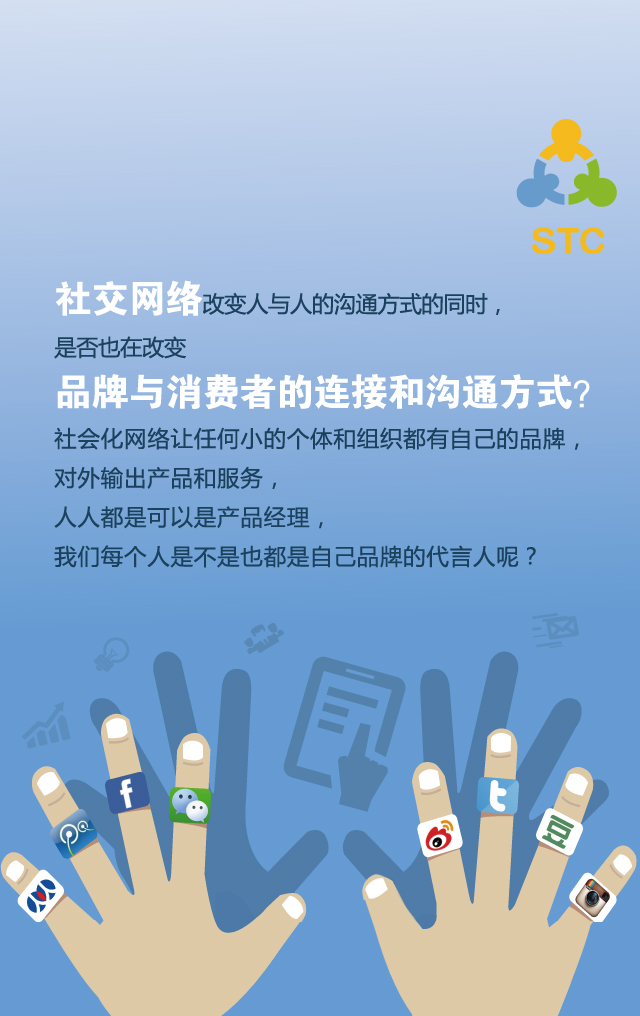 STC
社交网络改变人与人的沟通方式的同时，
是否也在改变
品牌与消费者的连接和沟通方式?
社会化网络让任何小的个体和组织都有自己的品牌，
对外输出产品和服务，
人人都是可以是产品经理，
我们每个人是不是也都是自己品牌的代言人呢？
f
t
豆